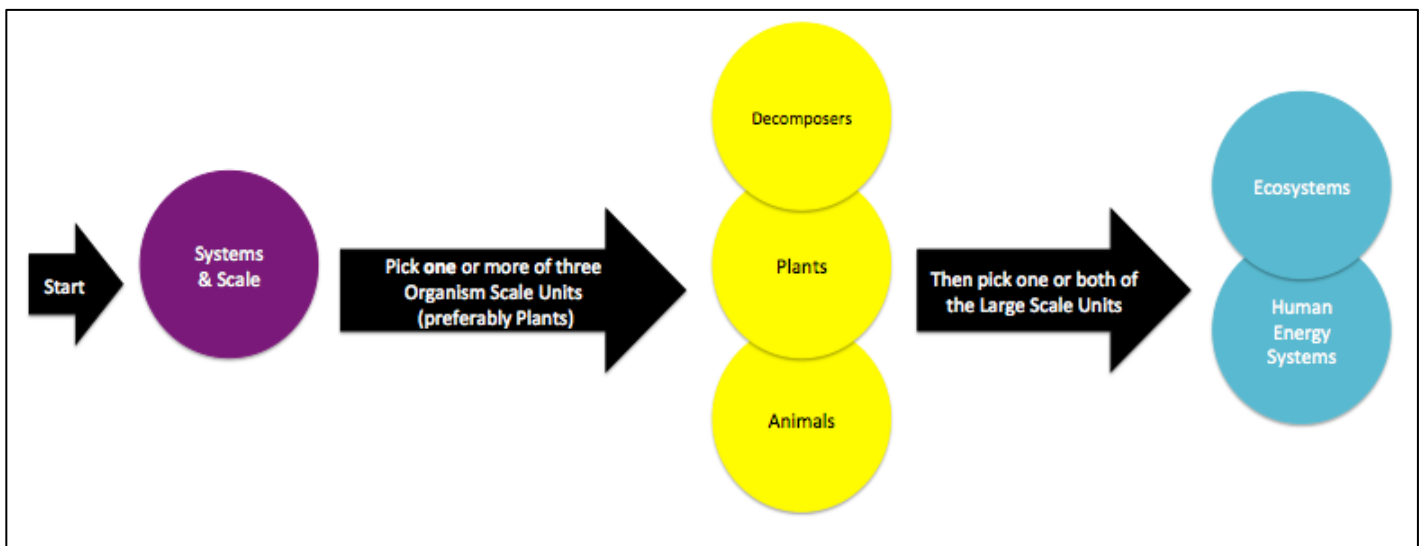 Start
Systems
& Scale
Pick one or more of three
Organism Scale Units
(preferably Plants)
Decomposers
Plants
Animals
Then pick one or both of
the Large Scale Units
Ecosystems
Human
Energy
Systems